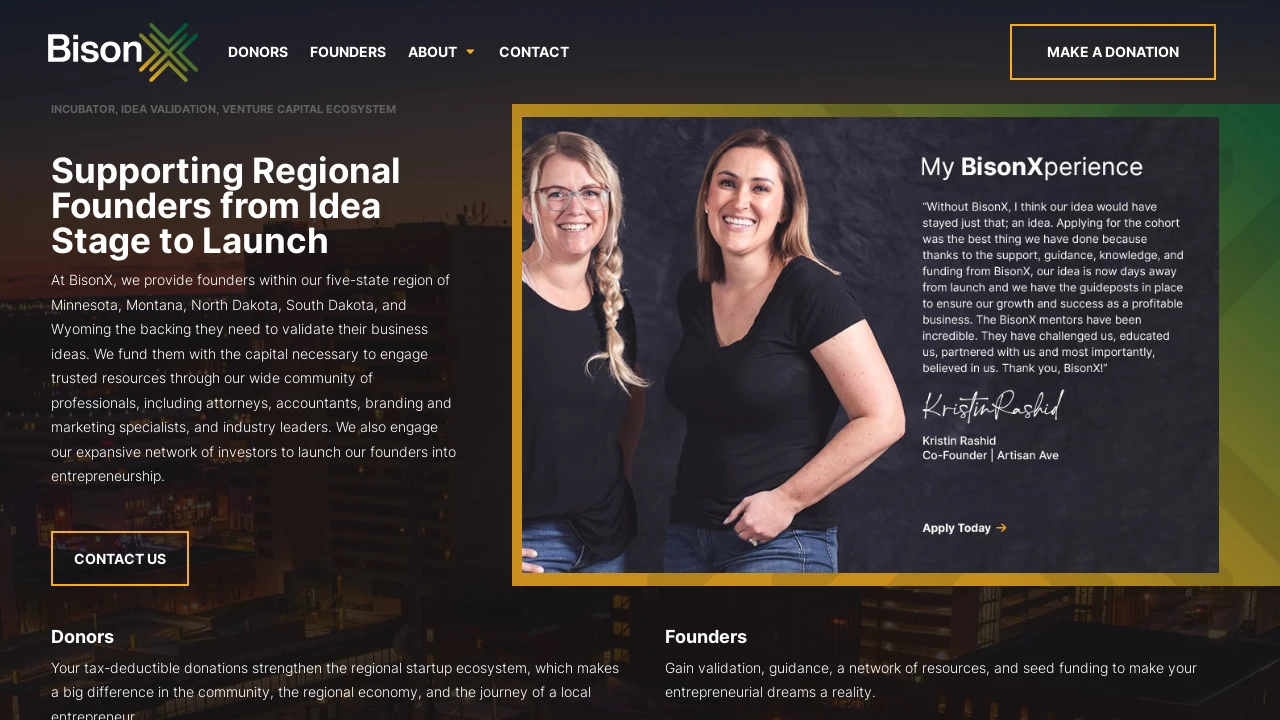 BisonX
DONORS
FOUNDERS
ABOUT
CONTACT
MAKE A DONATION
INCUBATOR, IDEA VALIDATION, VENTURE CAPITAL ECOSYSTEM
Supporting Regional
Founders from Idea
Stage to Launch
At BisonX, we provide founders within our five-state region of
Minnesota, Montana, North Dakota, South Dakota, and
Wyoming the backing they need to validate their business
ideas. We fund them with the capital necessary to engage
trusted resources through our wide community of
professionals, including attorneys, accountants, branding and
marketing specialists, and industry leaders. We also engage
our expansive network of investors to launch our founders into
entrepreneurship.
CONTACT US
My BisonXperience
“Without BisonX, I think our idea would have
stayed just that; an idea. Applying for the cohort
was the best thing we have done because
thanks to the support, guidance, knowledge, and
funding from BisonX, our idea is now days away
from launch and we have the guideposts in place
to ensure our growth and success as a profitable
business. The BisonX mentors have been
incredible. They have challenged us, educated
us, partnered with us and most importantly,
believed in us. Thank you, BisonX!”
Kristin Rashid
Kristin Rashid
Co-Founder | Artisan Ave
Apply Today
Donors
Your tax-deductible donations strengthen the regional startup ecosystem, which makes
a big difference in the community, the regional economy, and the journey of a local
entrepreneur.
Founders
Gain validation, guidance, a network of resources, and seed funding to make your
entrepreneurial dreams a reality.